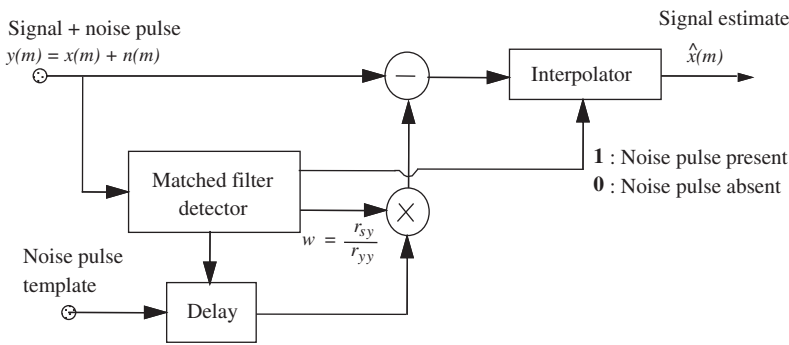 Signal + noise pulse
y(m) = x(m) + n(m)
Signal estimate
x̂(m)
−
Interpolator
1 : Noise pulse present
0 : Noise pulse absent
Matched filter
detector
×
w = r_sy / r_yy
Noise pulse
template
Delay